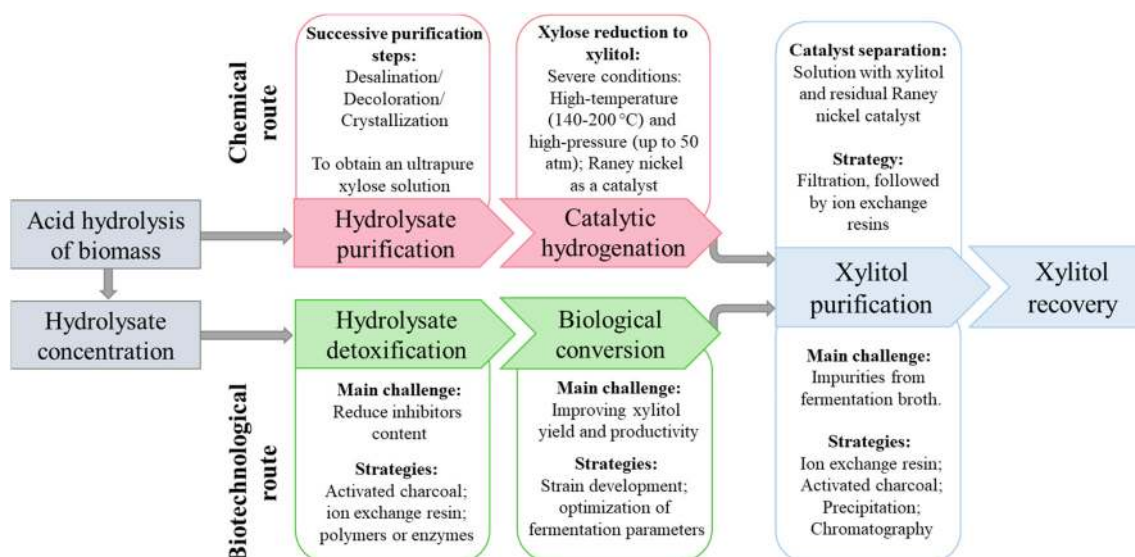 Chemical
route
Successive purification
steps:
Desalination/
Decoloration/
Crystallization
To obtain an ultrapure
xylose solution
Xylose reduction to
xylitol:
Severe conditions:
High-temperature
(140-200 °C) and
high-pressure (up to 50
atm); Raney nickel
as a catalyst
Catalyst separation:
Solution with xylitol
and residual Raney
nickel catalyst
Strategy:
Filtration, followed
by ion exchange
resins
Acid hydrolysis
of biomass
Hydrolysate
purification
Catalytic
hydrogenation
Xylitol
purification
Xylitol
recovery
Hydrolysate
concentration
Hydrolysate
detoxification
Biological
conversion
Biotechnological
route
Main challenge:
Reduce inhibitors
content
Strategies:
Activated charcoal;
ion exchange resin;
polymers or enzymes
Main challenge:
Improving xylitol
yield and productivity
Strategies:
Strain development;
optimization of
fermentation parameters
Main challenge:
Impurities from
fermentation broth.
Strategies:
Ion exchange resin;
Activated charcoal;
Precipitation;
Chromatography